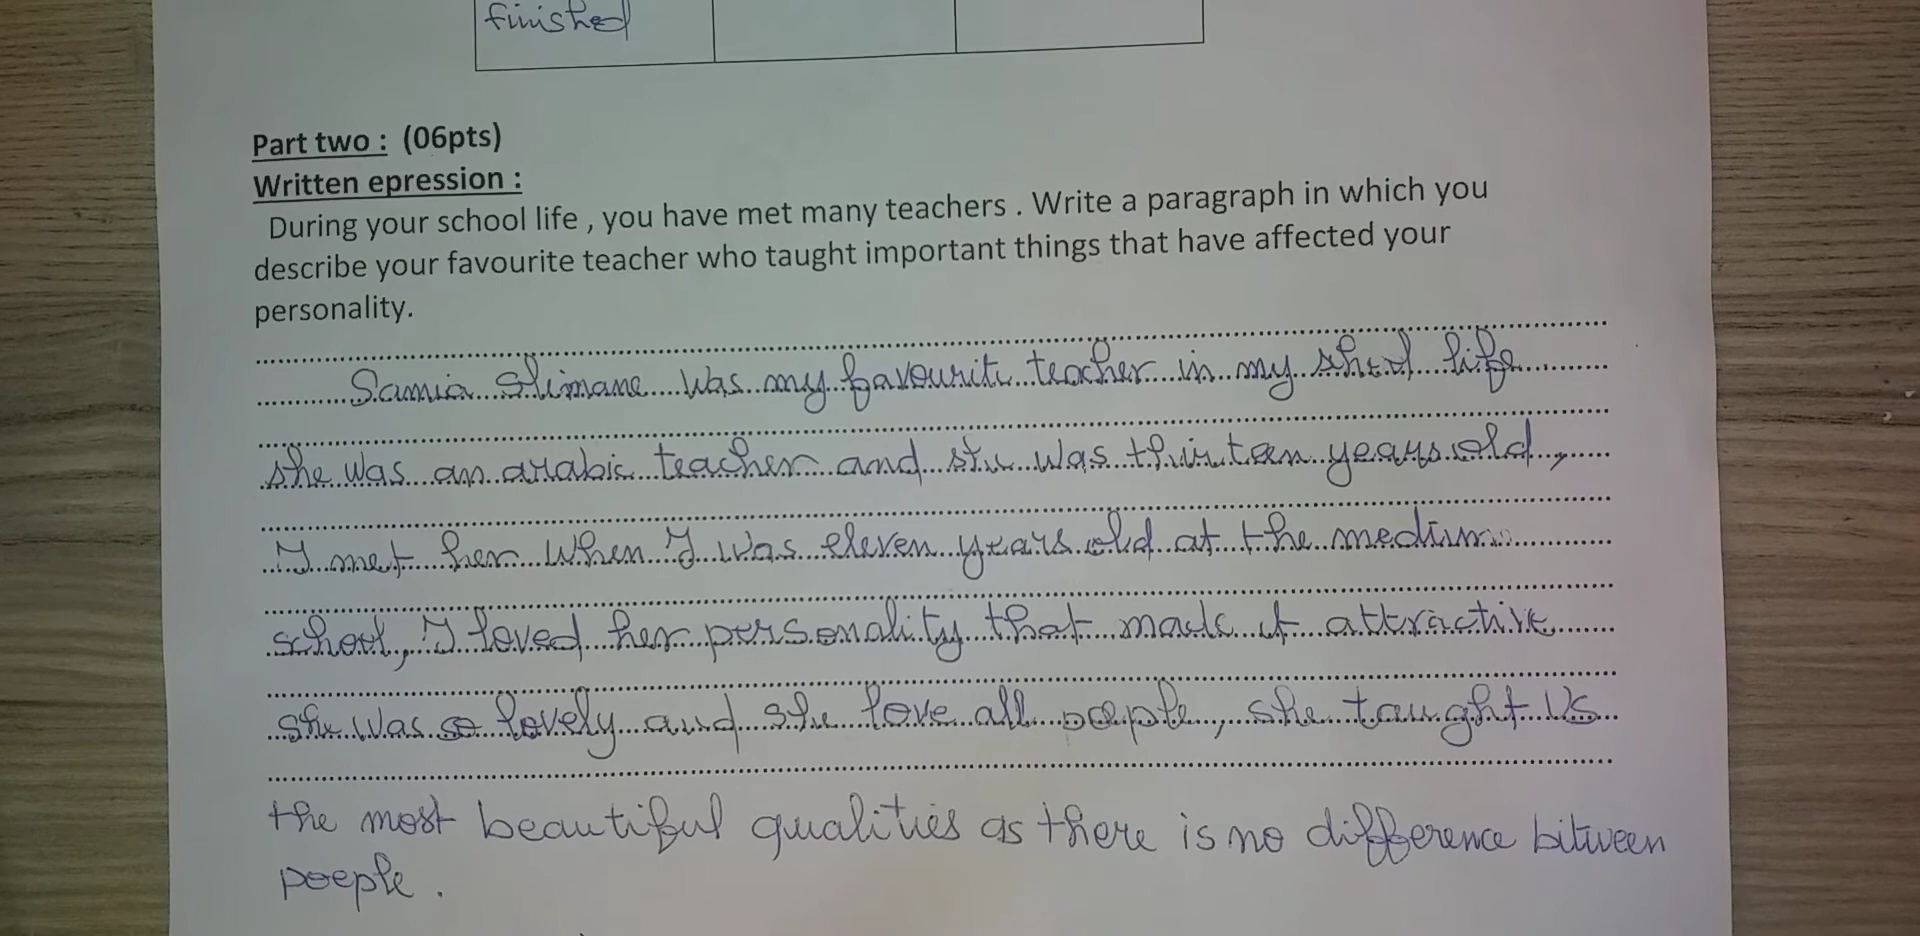 finished
Part two : (06pts)
Written epression :
During your school life , you have met many teachers . Write a paragraph in which you
describe your favourite teacher who taught important things that have affected your
personality.
Samia Slimane was my favourite teacher in my shool life
she was an arabic teacher and she was thirteen years old ,
I met her when I was eleven years old at the medium
school, I loved her personality that made it attractive
she was so lovely and she love all poeple, she taught us
the most beautiful qualities as there is no difference bitween
poeple .